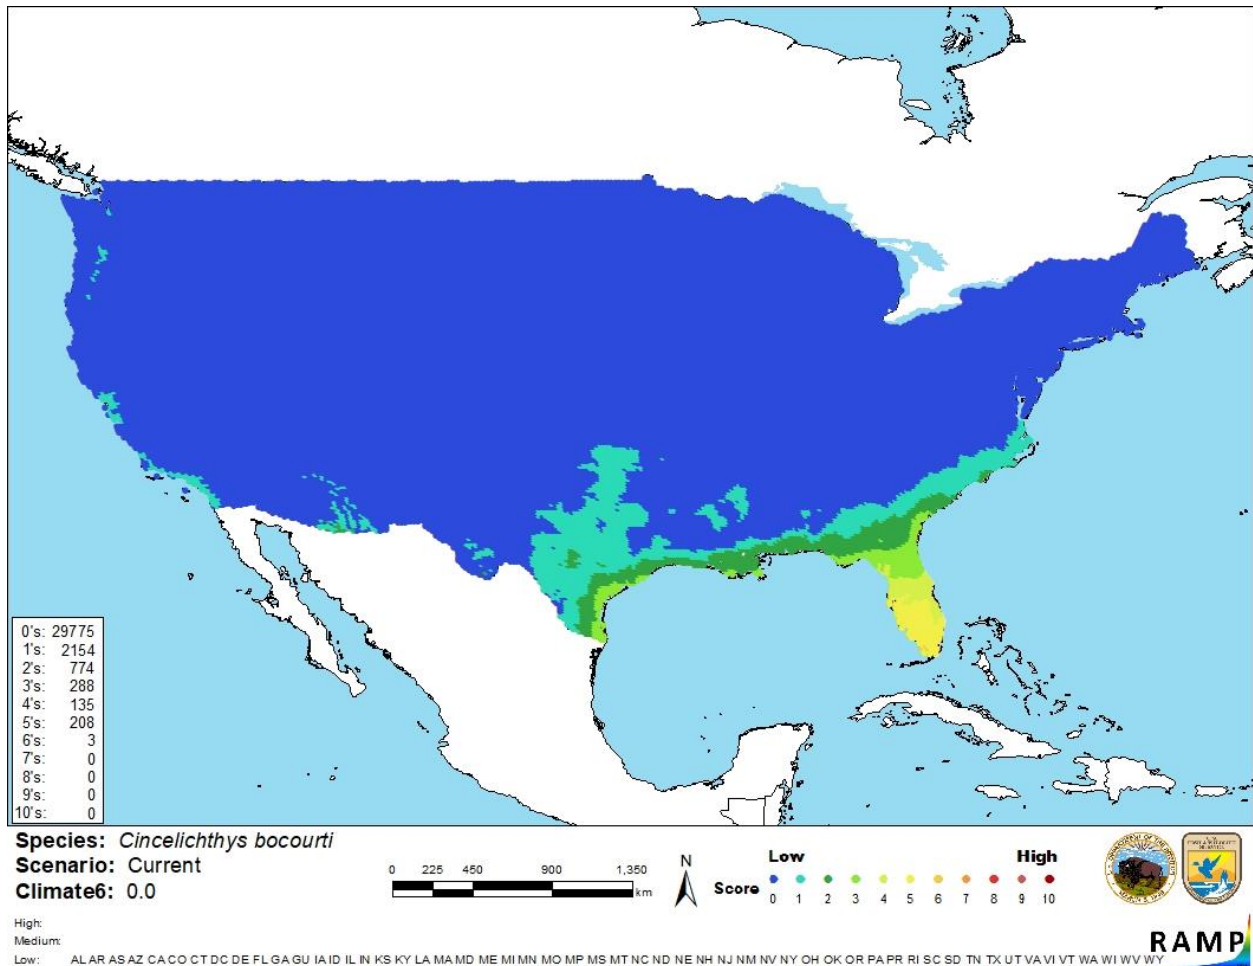 0's: 29775
1's: 2154
2's: 774
3's: 288
4's: 135
5's: 208
6's: 3
7's: 0
8's: 0
9's: 0
10's: 0
Species: Cincelichthys bocourti
Scenario: Current
Climate6: 0.0
0 225 450 900 1,350
km
N
Low High
Score 0 1 2 3 4 5 6 7 8 9 10
High:
Medium:
Low: AL AR AS AZ CA CO CT DC DE FL GA GU IA ID IL IN KS KY LA MA MD ME MI MN MO MP MS MT NC ND NE NH NJ NM NV NY OH OK OR PA PR RI SC SD TN TX UT VA VI VT WA WI WV WY
RAMP